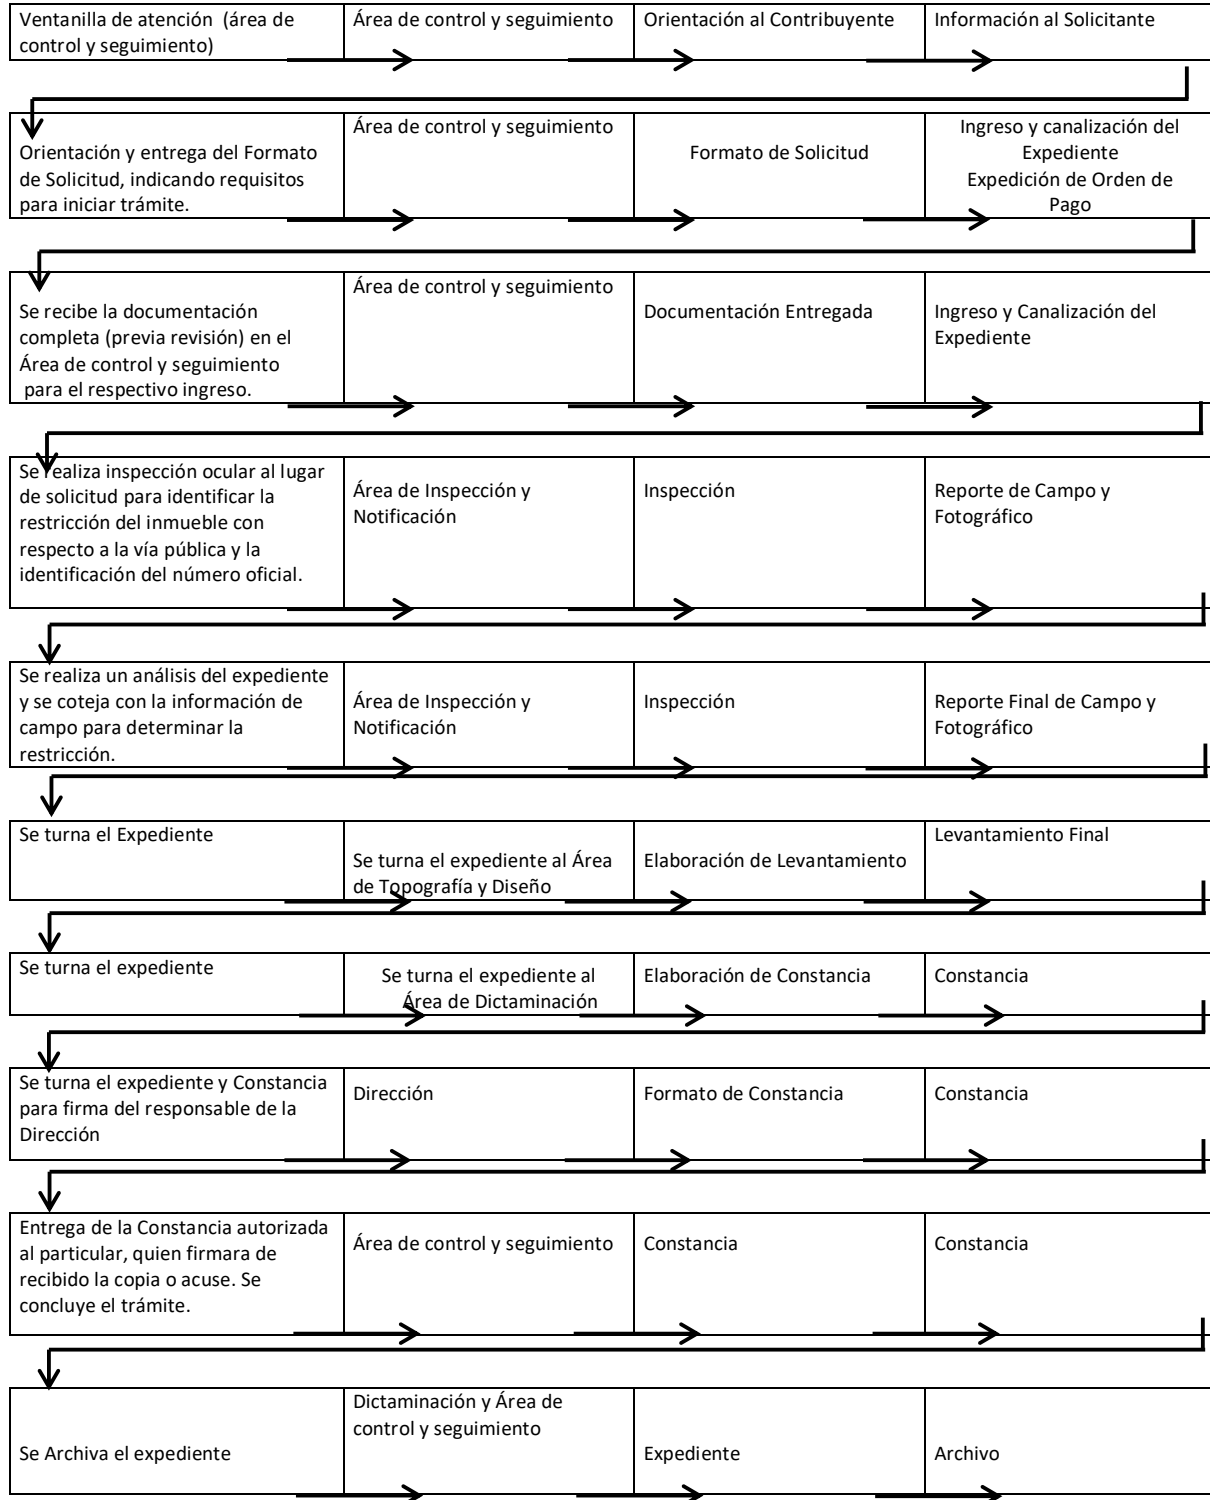 Ventanilla de atención (área de
control y seguimiento)
Área de control y seguimiento
Orientación al Contribuyente
Información al Solicitante
Orientación y entrega del Formato
de Solicitud, indicando requisitos
para iniciar trámite.
Área de control y seguimiento
Formato de Solicitud
Ingreso y canalización del
Expediente
Expedición de Orden de
Pago
Se recibe la documentación
completa (previa revisión) en el
Área de control y seguimiento
para el respectivo ingreso.
Área de control y seguimiento
Documentación Entregada
Ingreso y Canalización del
Expediente
Se realiza inspección ocular al lugar
de solicitud para identificar la
restricción del inmueble con
respecto a la vía pública y la
identificación del número oficial.
Área de Inspección y
Notificación
Inspección
Reporte de Campo y
Fotográfico
Se realiza un análisis del expediente
y se coteja con la información de
campo para determinar la
restricción.
Área de Inspección y
Notificación
Inspección
Reporte Final de Campo y
Fotográfico
Se turna el Expediente
Se turna el expediente al Área
de Topografía y Diseño
Elaboración de Levantamiento
Levantamiento Final
Se turna el expediente
Se turna el expediente al
Área de Dictaminación
Elaboración de Constancia
Constancia
Se turna el expediente y Constancia
para firma del responsable de la
Dirección
Dirección
Formato de Constancia
Constancia
Entrega de la Constancia autorizada
al particular, quien firmara de
recibido la copia o acuse. Se
concluye el trámite.
Área de control y seguimiento
Constancia
Constancia
Se Archiva el expediente
Dictaminación y Área de
control y seguimiento
Expediente
Archivo